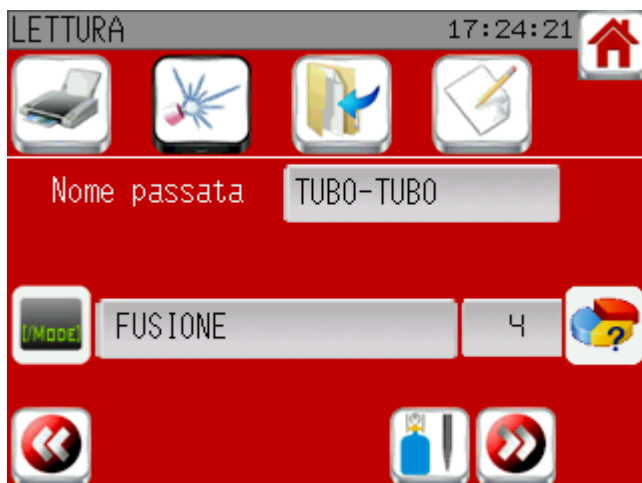 LETTURA 17:24:21
Nome passata TUBO-TUBO
[/MODE] FUSIONE 4 ?